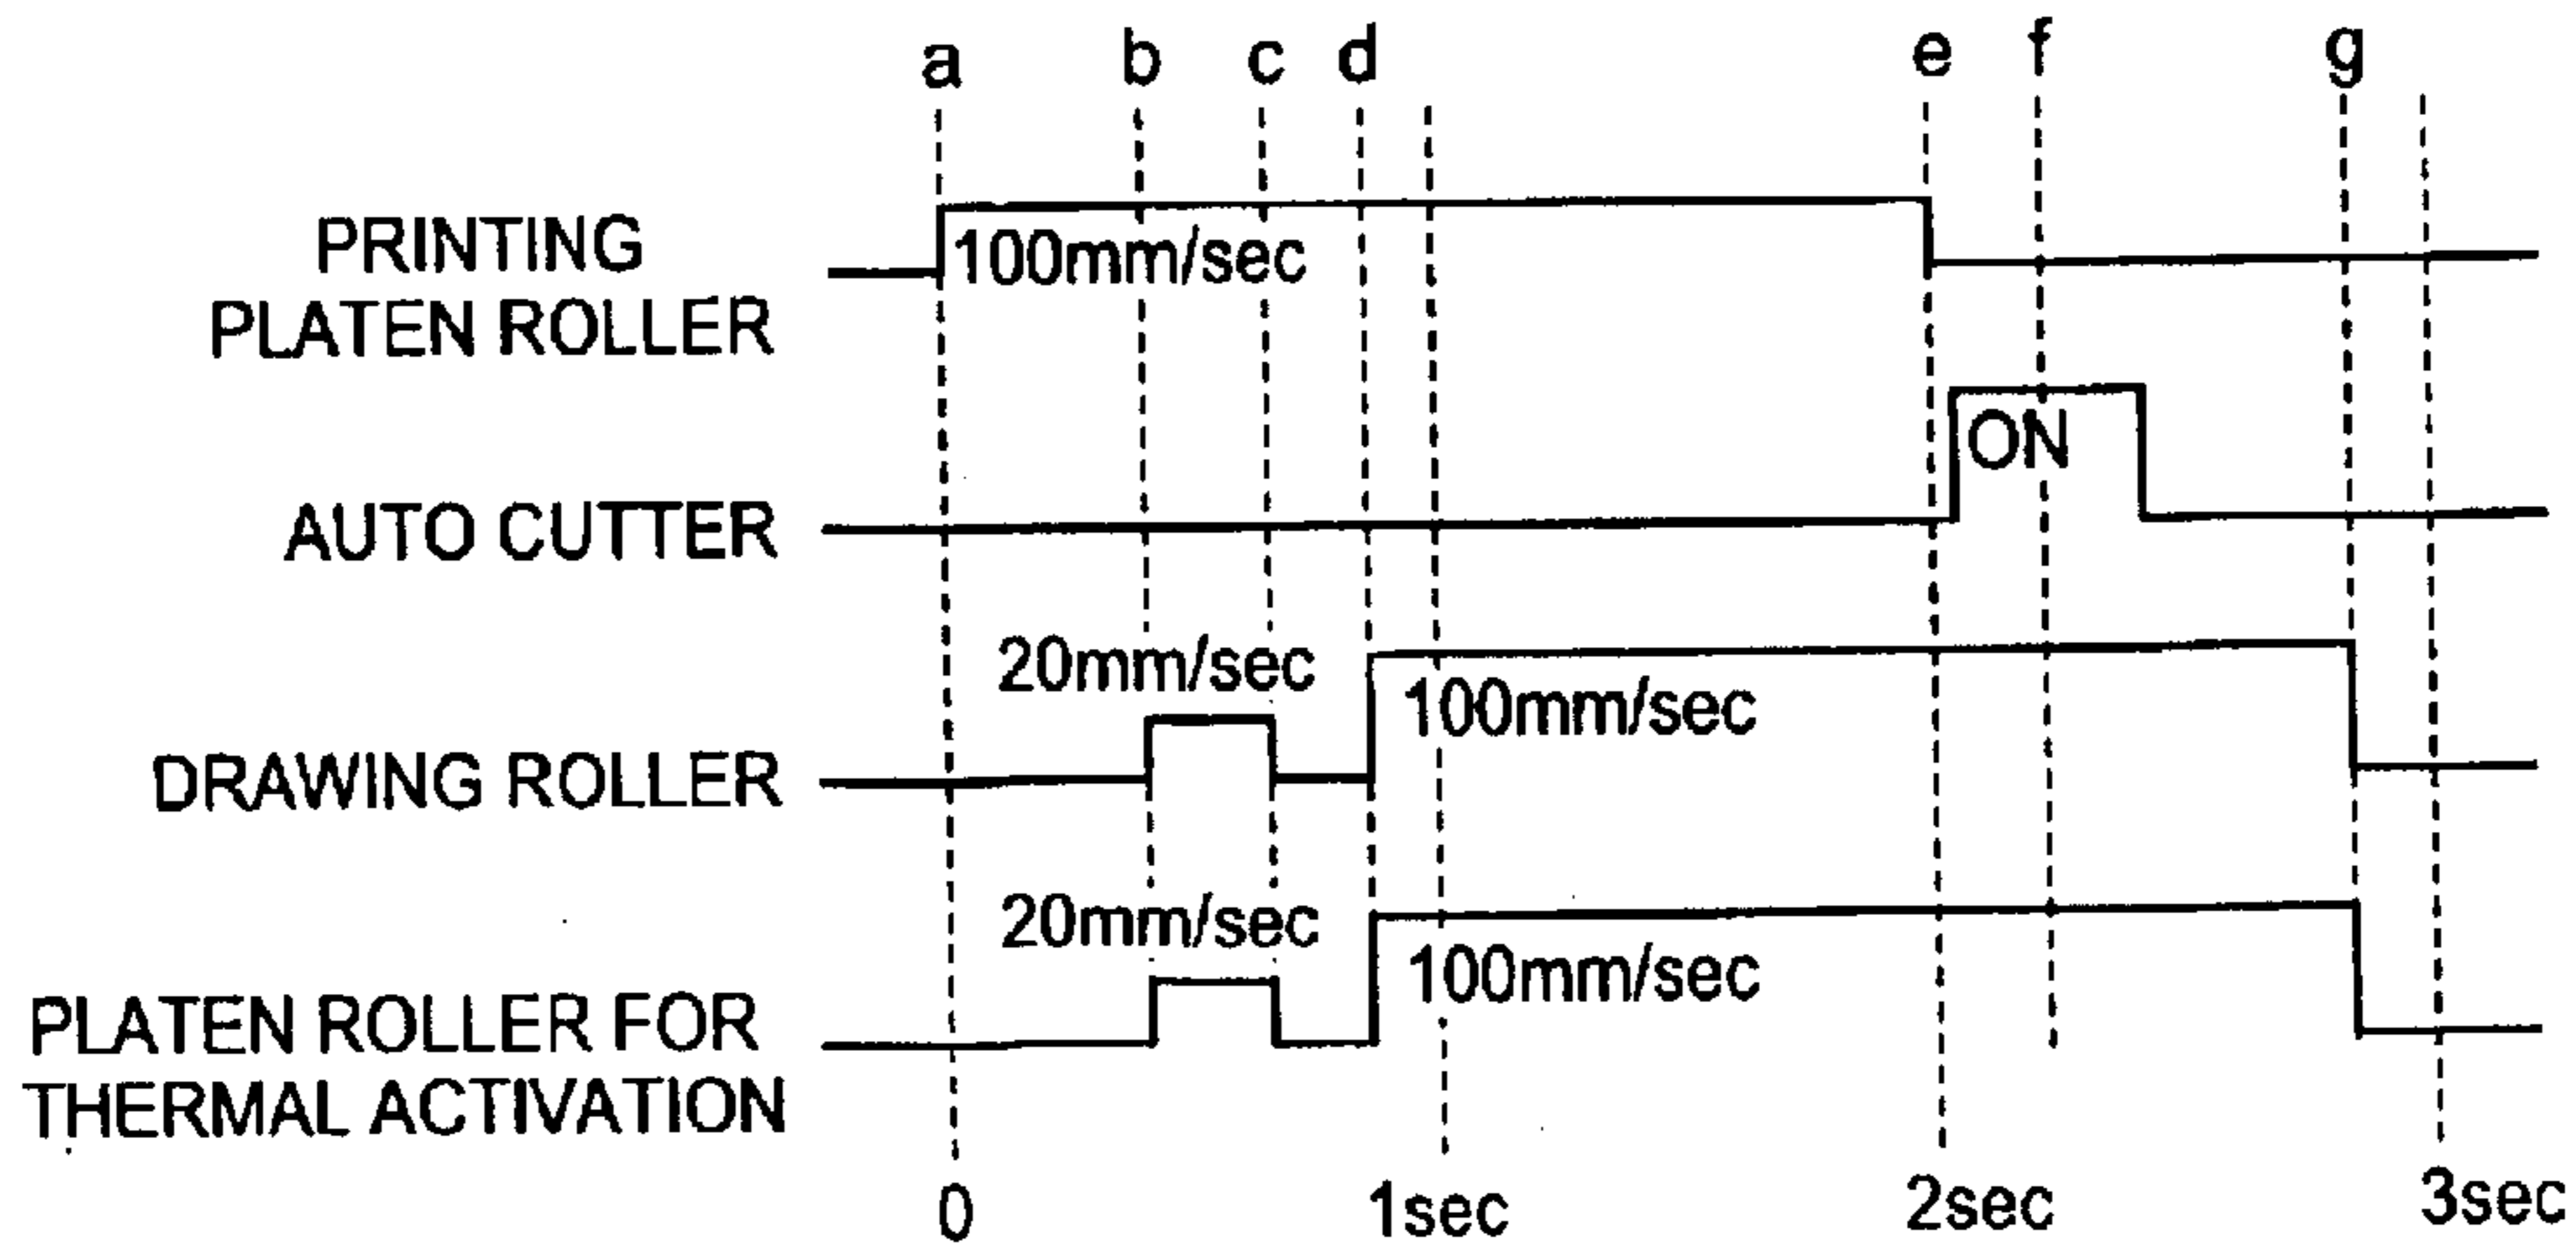 a b c d e f g
PRINTING
PLATEN ROLLER
100mm/sec
AUTO CUTTER
ON
DRAWING ROLLER
20mm/sec
100mm/sec
PLATEN ROLLER FOR
THERMAL ACTIVATION
20mm/sec
100mm/sec
0 1sec 2sec 3sec